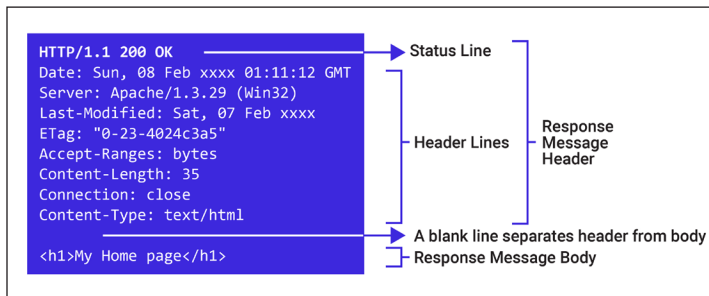 HTTP/1.1 200 OK
Status Line
Date: Sun, 08 Feb xxxx 01:11:12 GMT
Server: Apache/1.3.29 (Win32)
Last-Modified: Sat, 07 Feb xxxx
ETag: "0-23-4024c3a5"
Accept-Ranges: bytes
Content-Length: 35
Connection: close
Content-Type: text/html
Header Lines
Response
Message
Header
A blank line separates header from body
<h1>My Home page</h1>
Response Message Body